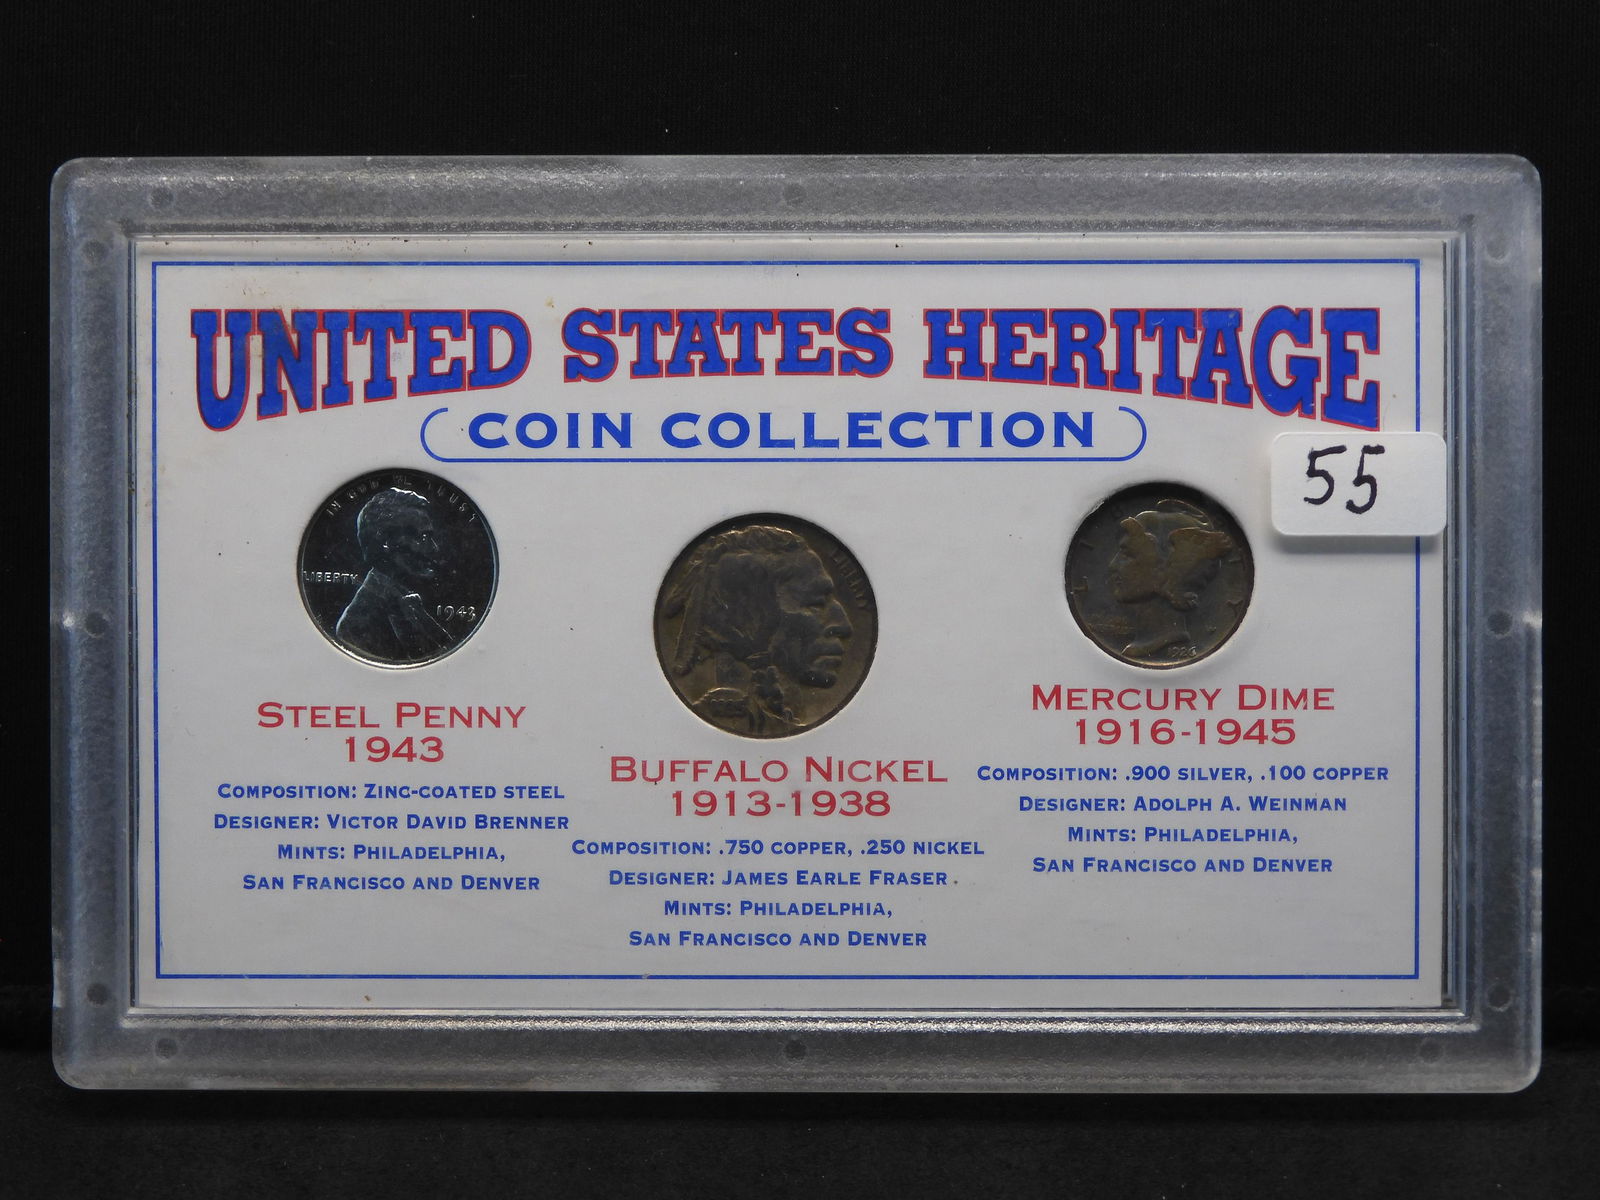 UNITED STATES HERITAGE
COIN COLLECTION
55
IN GOD WE TRUST
LIBERTY
1943
LIBERTY
1926
STEEL PENNY
1943
COMPOSITION: ZINC-COATED STEEL
DESIGNER: VICTOR DAVID BRENNER
MINTS: PHILADELPHIA,
SAN FRANCISCO AND DENVER
BUFFALO NICKEL
1913-1938
COMPOSITION: .750 COPPER, .250 NICKEL
DESIGNER: JAMES EARLE FRASER
MINTS: PHILADELPHIA,
SAN FRANCISCO AND DENVER
MERCURY DIME
1916-1945
COMPOSITION: .900 SILVER, .100 COPPER
DESIGNER: ADOLPH A. WEINMAN
MINTS: PHILADELPHIA,
SAN FRANCISCO AND DENVER